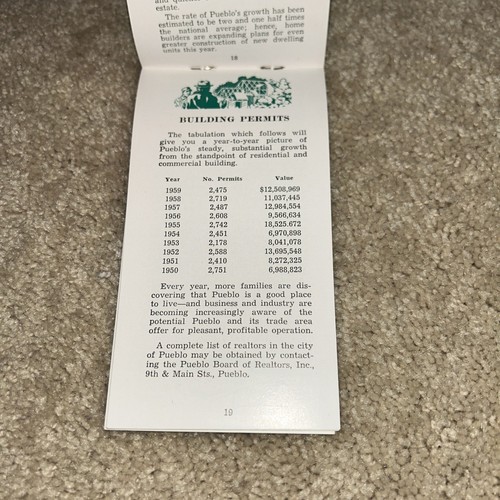 estate.
The rate of Pueblo's growth has been
estimated to be two and one half times
the national average; hence, home
builders are expanding plans for even
greater construction of new dwelling
units this year.
18
BUILDING PERMITS
The tabulation which follows will
give you a year-to-year picture of
Pueblo's steady, substantial growth
from the standpoint of residential and
commercial building.
Year No. Permits Value
1959 2,475 $12,508,969
1958 2,719 11,037,445
1957 2,487 12,984,554
1956 2,608 9,566,634
1955 2,742 18,525.672
1954 2,451 6,970,898
1953 2,178 8,041,078
1952 2,588 13,695,548
1951 2,410 8,272,325
1950 2,751 6,988,823
Every year, more families are dis-
covering that Pueblo is a good place
to live—and business and industry are
becoming increasingly aware of the
potential Pueblo and its trade area
offer for pleasant, profitable operation.
A complete list of realtors in the city
of Pueblo may be obtained by contact-
ing the Pueblo Board of Realtors, Inc.,
9th & Main Sts., Pueblo.
19